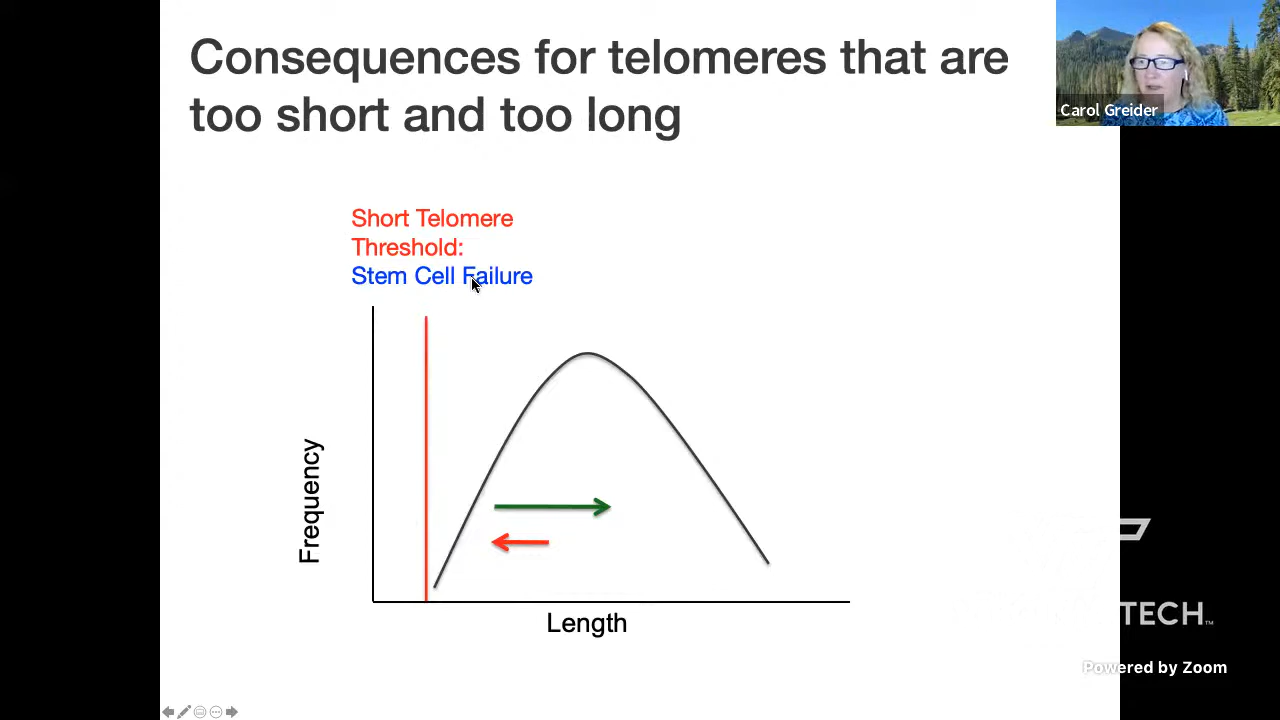 Consequences for telomeres that are
too short and too long
Carol Greider
Short Telomere
Threshold:
Stem Cell Failure
Frequency
Length
TECH™
Powered by Zoom